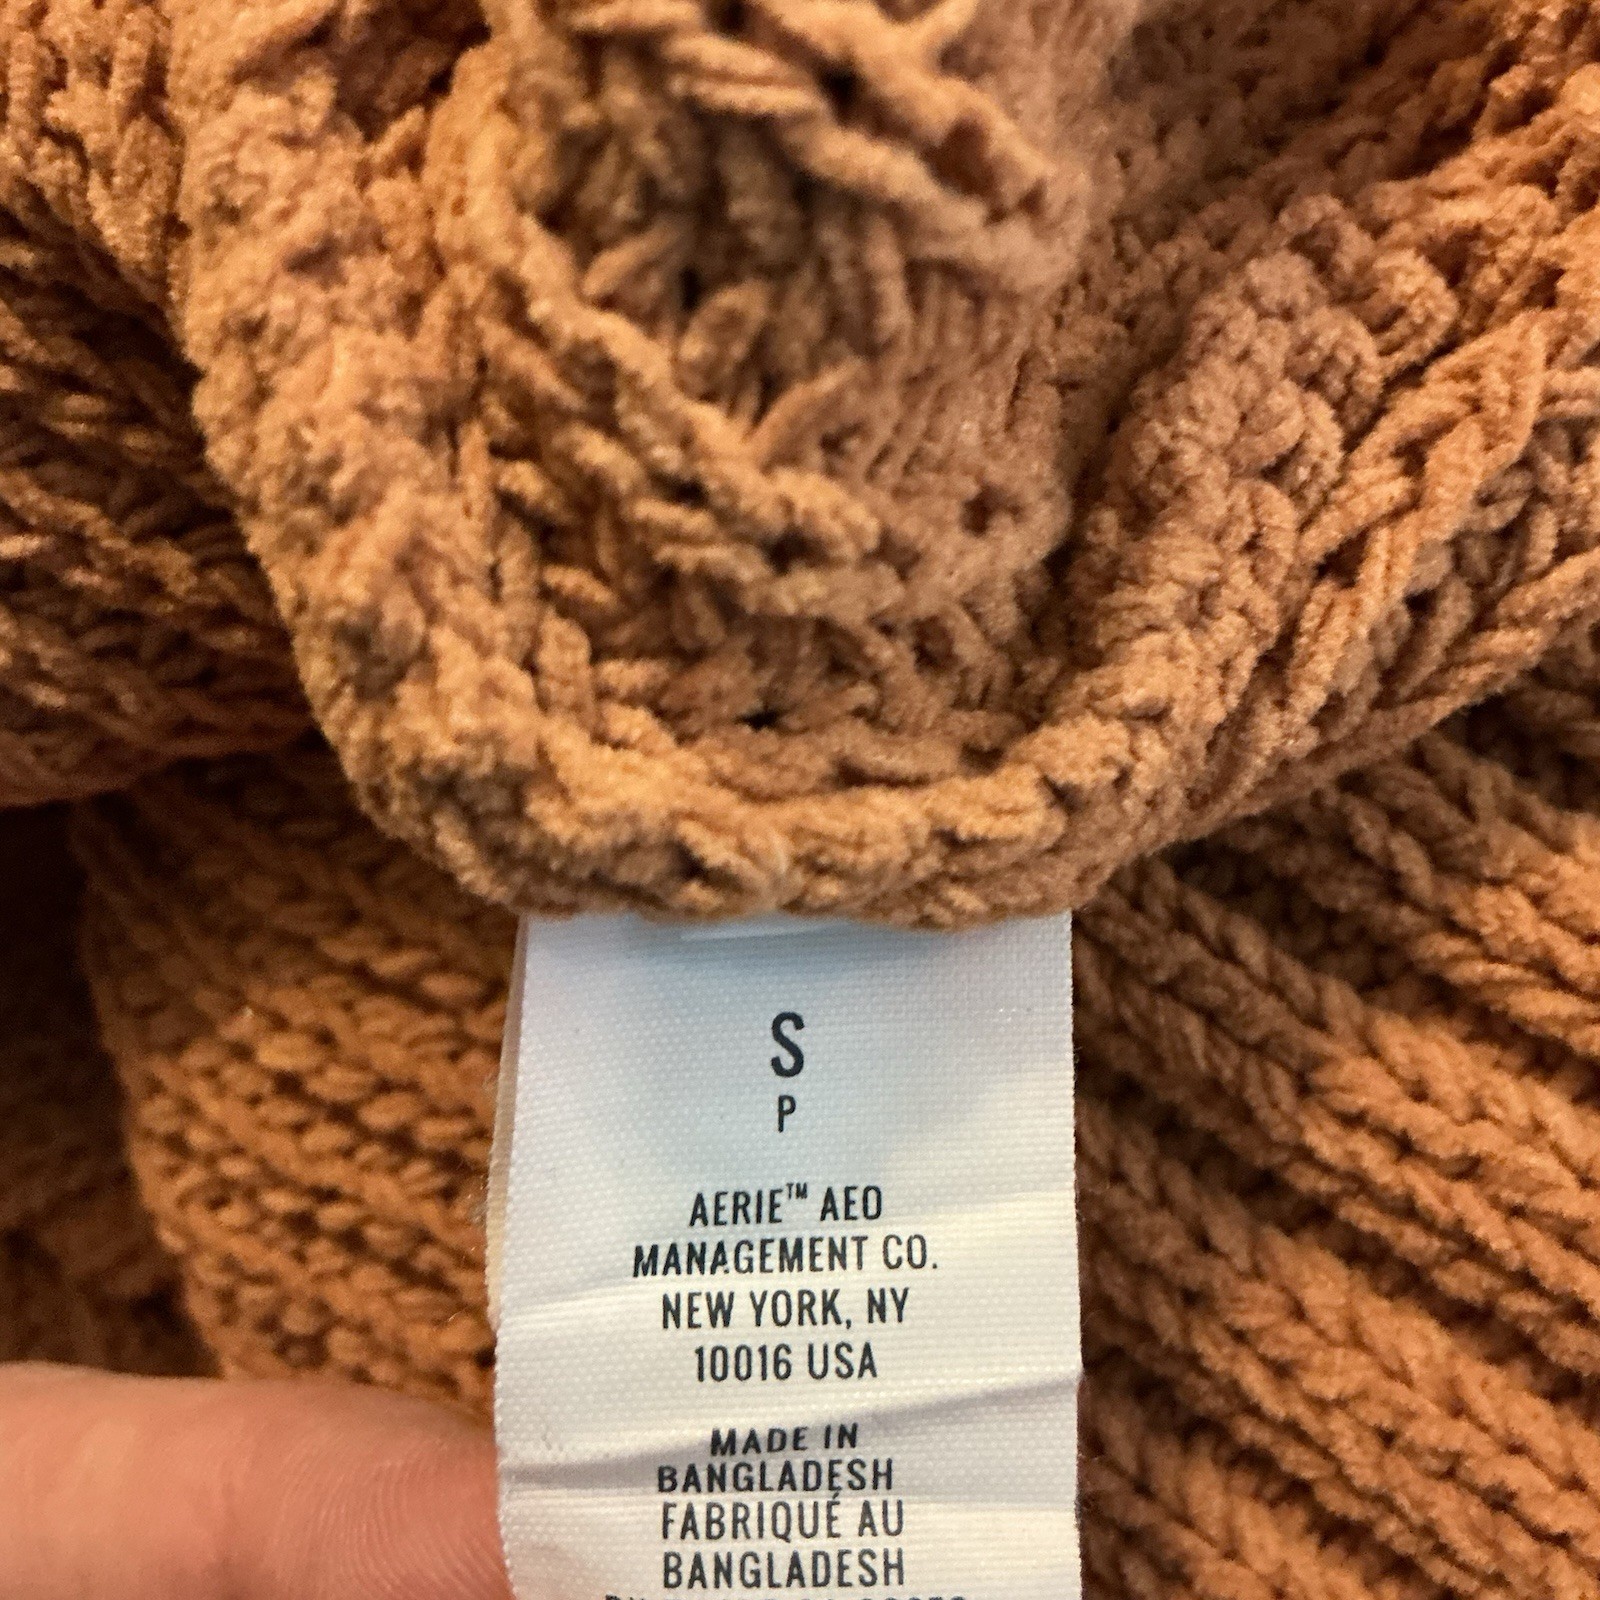 S
P
AERIE™ AEO
MANAGEMENT CO.
NEW YORK, NY
10016 USA
MADE IN
BANGLADESH
FABRIQUÉ AU
BANGLADESH